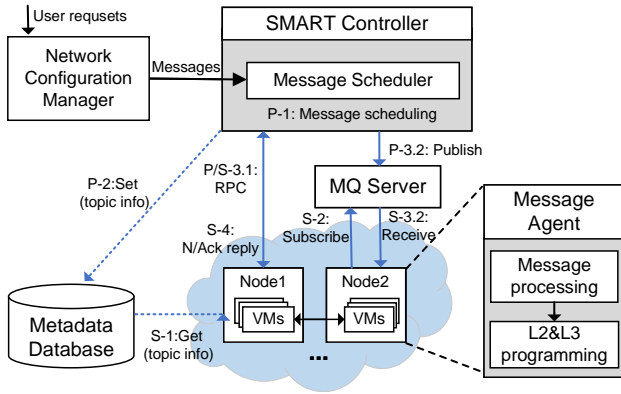 User requsets
SMART Controller
Network
Configuration
Manager
Messages
Message Scheduler
P-1: Message scheduling
P-2:Set
(topic info)
P/S-3.1:
RPC
P-3.2: Publish
MQ Server
S-4:
N/Ack reply
S-2:
Subscribe
S-3.2:
Receive
Message
Agent
Message
processing
L2&L3
programming
Node1
VMs
Node2
VMs
...
Metadata
Database
S-1:Get
(topic info)